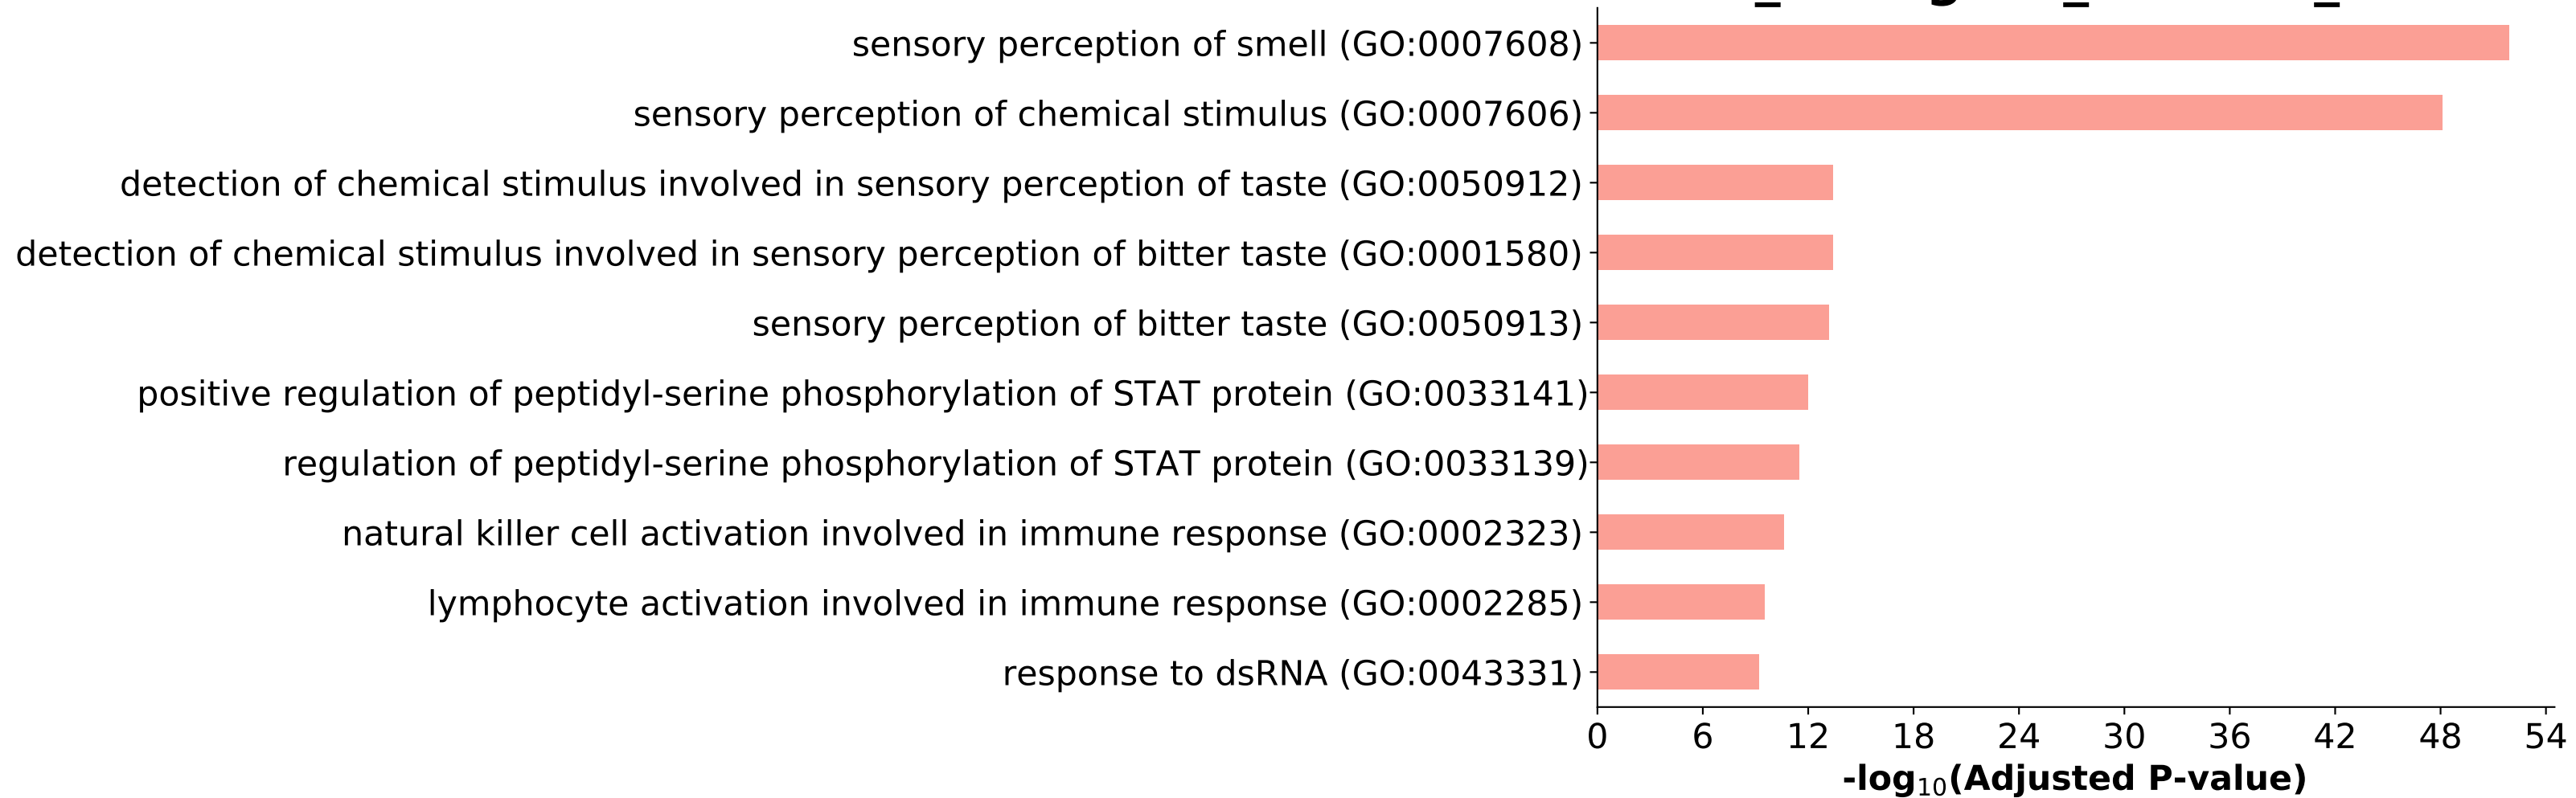 sensory perception of smell (GO:0007608)
sensory perception of chemical stimulus (GO:0007606)
detection of chemical stimulus involved in sensory perception of taste (GO:0050912)
detection of chemical stimulus involved in sensory perception of bitter taste (GO:0001580)
sensory perception of bitter taste (GO:0050913)
positive regulation of peptidyl-serine phosphorylation of STAT protein (GO:0033141)
regulation of peptidyl-serine phosphorylation of STAT protein (GO:0033139)
natural killer cell activation involved in immune response (GO:0002323)
lymphocyte activation involved in immune response (GO:0002285)
response to dsRNA (GO:0043331)
0 6 12 18 24 30 36 42 48 54
-log₁₀(Adjusted P-value)